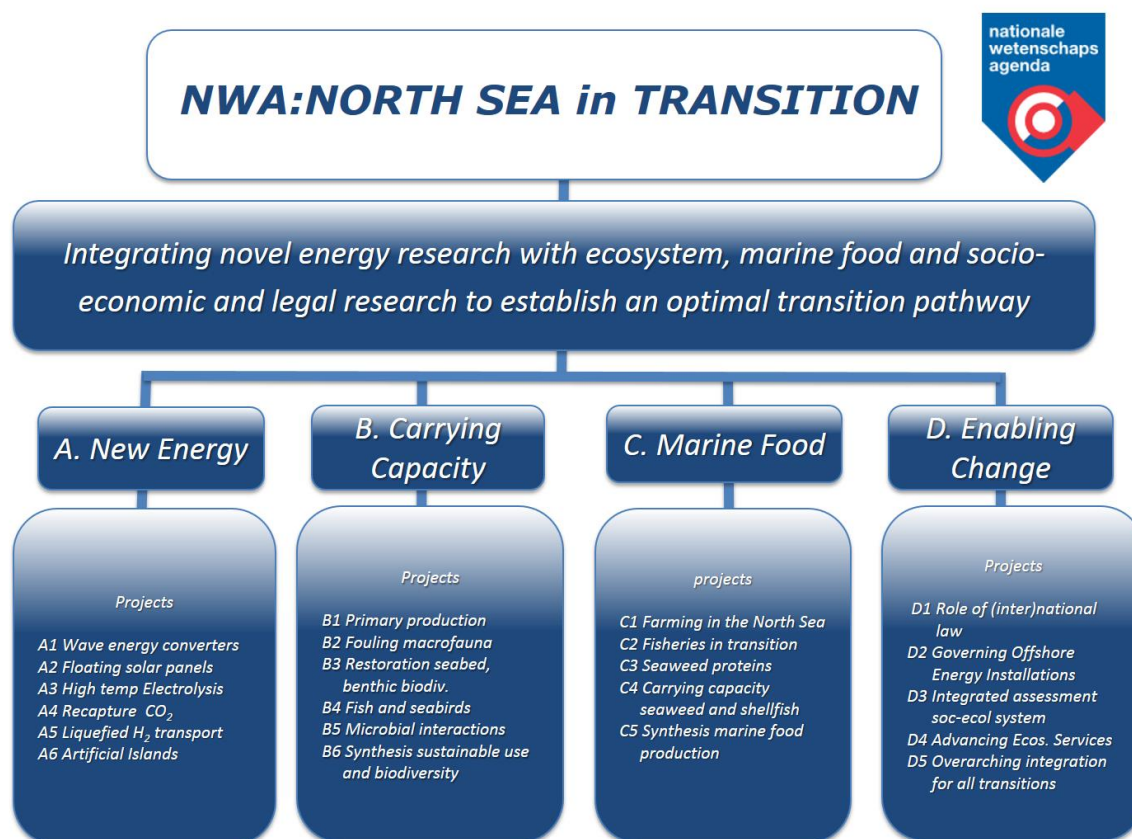 nationale
wetenschaps
agenda
NWA:NORTH SEA in TRANSITION
Integrating novel energy research with ecosystem, marine food and socio-
economic and legal research to establish an optimal transition pathway
A. New Energy
Projects
A1 Wave energy converters
A2 Floating solar panels
A3 High temp Electrolysis
A4 Recapture CO₂
A5 Liquefied H₂ transport
A6 Artificial Islands
B. Carrying
Capacity
Projects
B1 Primary production
B2 Fouling macrofauna
B3 Restoration seabed,
benthic biodiv.
B4 Fish and seabirds
B5 Microbial interactions
B6 Synthesis sustainable use
and biodiversity
C. Marine Food
projects
C1 Farming in the North Sea
C2 Fisheries in transition
C3 Seaweed proteins
C4 Carrying capacity
seaweed and shellfish
C5 Synthesis marine food
production
D. Enabling
Change
Projects
D1 Role of (inter)national
law
D2 Governing Offshore
Energy Installations
D3 Integrated assessment
soc-ecol system
D4 Advancing Ecos. Services
D5 Overarching integration
for all transitions